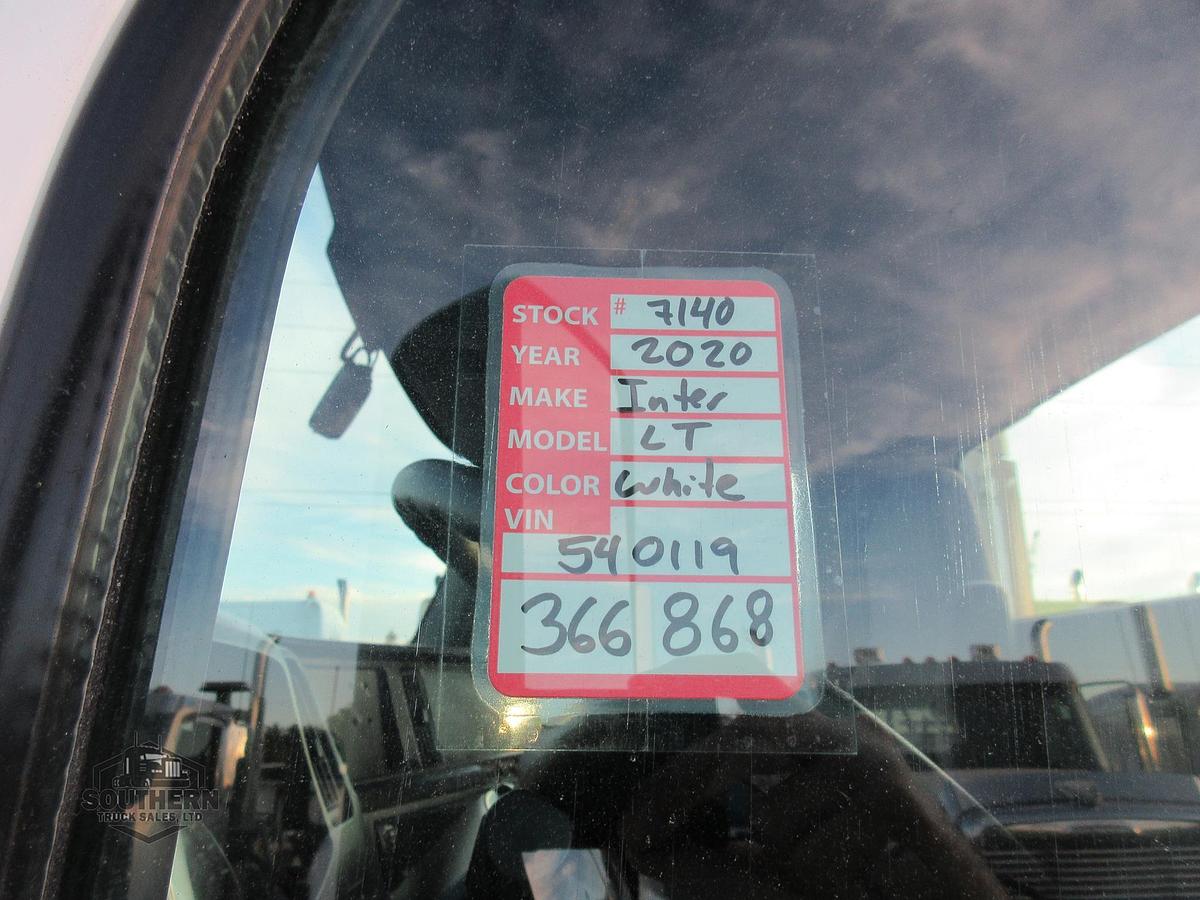 STOCK # 7140
YEAR 2020
MAKE Inter
MODEL LT
COLOR white
VIN
540119
366 868
SOUTHERN
TRUCK SALES, LTD